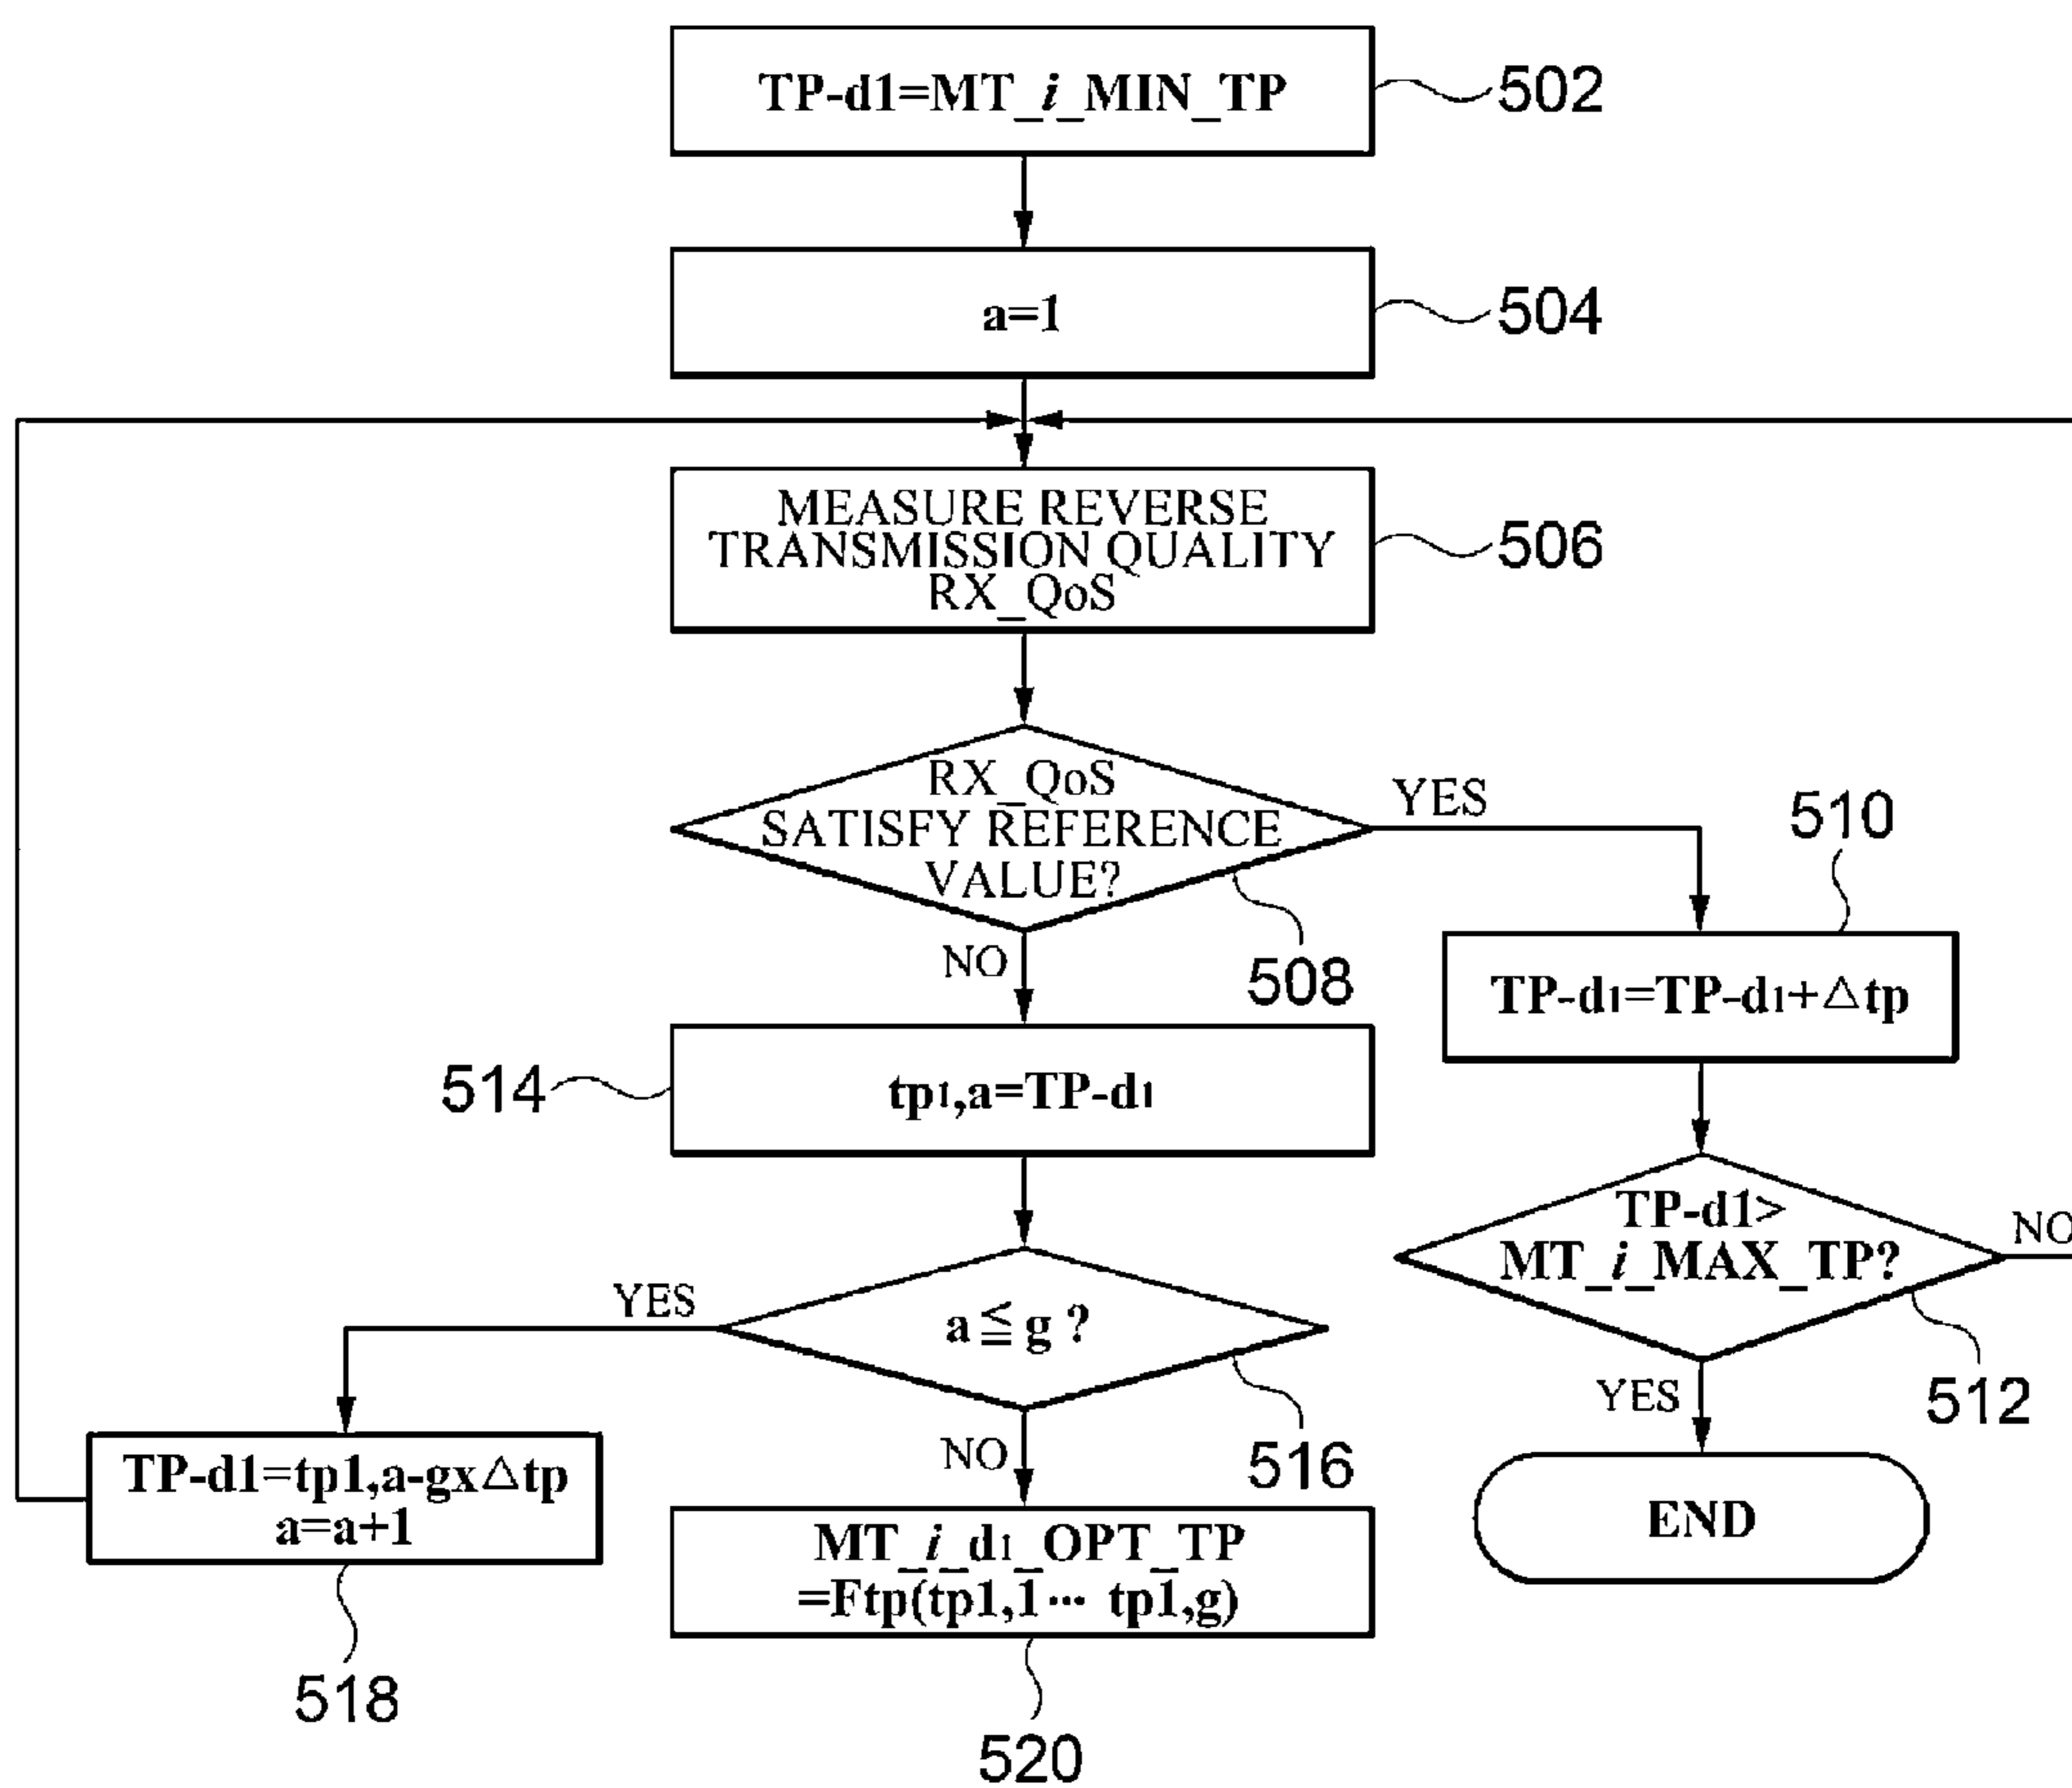 TP-d1=MT_i_MIN_TP
502
a=1
504
MEASURE REVERSE
TRANSMISSION QUALITY
RX_QoS
506
RX_QoS
SATISFY REFERENCE
VALUE?
YES
508
NO
510
TP-d1=TP-d1+△tp
514
tp1,a=TP-d1
TP-d1>
MT_i_MAX_TP?
NO
512
YES
END
a≦g ?
YES
516
NO
TP-d1=tp1,a-gx△tp
a=a+1
518
MT_i_d1_OPT_TP
=Ftp(tp1,1··· tp1,g)
520